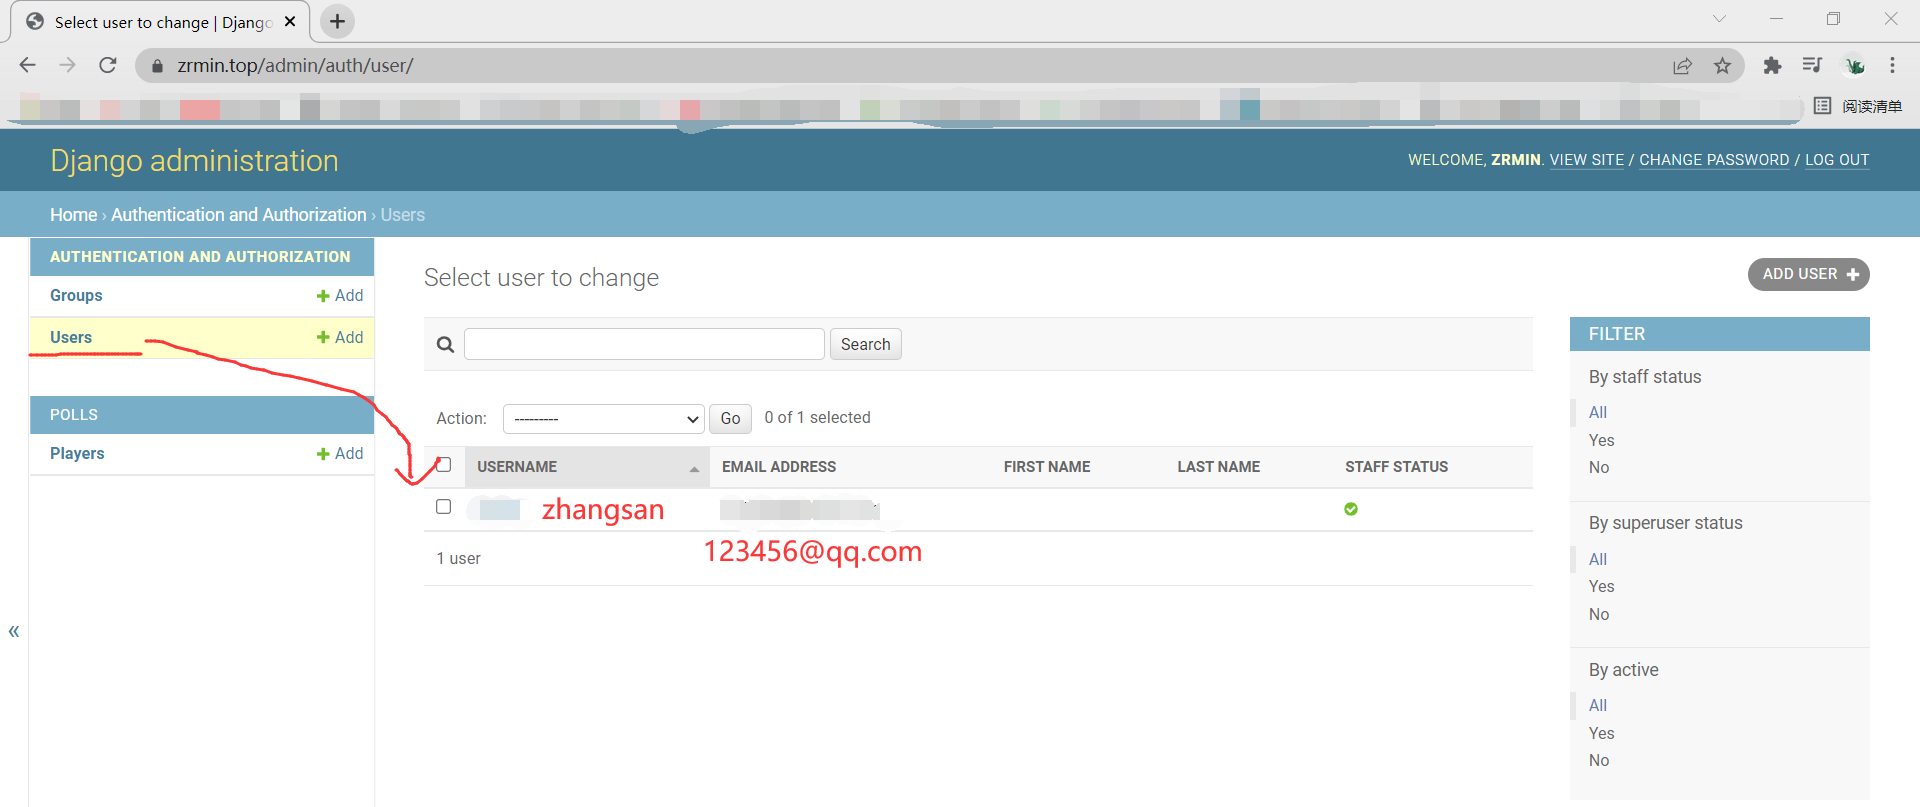 Select user to change | Django
zrmin.top/admin/auth/user/
阅读清单
Django administration
WELCOME, ZRMIN. VIEW SITE / CHANGE PASSWORD / LOG OUT
Home › Authentication and Authorization › Users
AUTHENTICATION AND AUTHORIZATION
Groups
Add
Users
Add
POLLS
Players
Add
«
Select user to change
ADD USER
Search
Action:
---------
Go
0 of 1 selected
USERNAME
EMAIL ADDRESS
FIRST NAME
LAST NAME
STAFF STATUS
zhangsan
123456@qq.com
1 user
FILTER
By staff status
All
Yes
No
By superuser status
All
Yes
No
By active
All
Yes
No